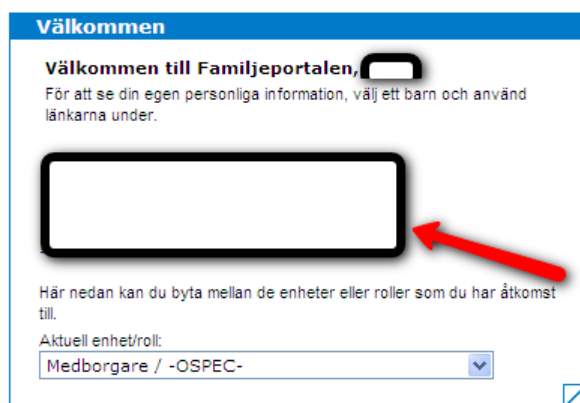 Välkommen
Välkommen till Familjeportalen,
För att se din egen personliga information, välj ett barn och använd
länkarna under.
Här nedan kan du byta mellan de enheter eller roller som du har åtkomst
till.
Aktuell enhet/roll:
Medborgare / -OSPEC-